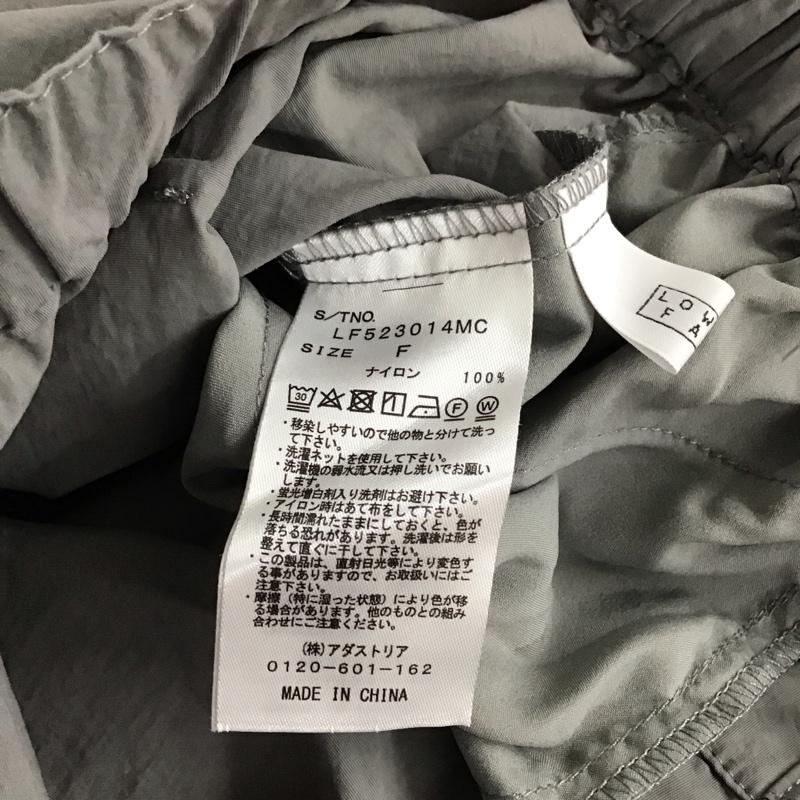 S/TNO.
LF523014MC
SIZE F
ナイロン 100%
30 F W
・移染しやすいので他の物と分けて洗っ
て下さい。
・洗濯ネットを使用して下さい。
・洗濯機の弱水流又は押し洗いでお願い
します。
・蛍光増白剤入り洗剤はお避け下さい。
・アイロン時はあて布をして下さい。
・長時間濡れたままにしておくと、色が
落ちる恐れがあります。洗濯後は形を
整えて直ぐに干して下さい。
・この製品は、直射日光等により変色す
る事がありますので、お取扱いにはご
注意下さい。
・摩擦（特に湿った状態）により色が移
る場合があります。他のものとの組み
合わせにご注意ください。
(株)アダストリア
0120-601-162
MADE IN CHINA
LOW
FA